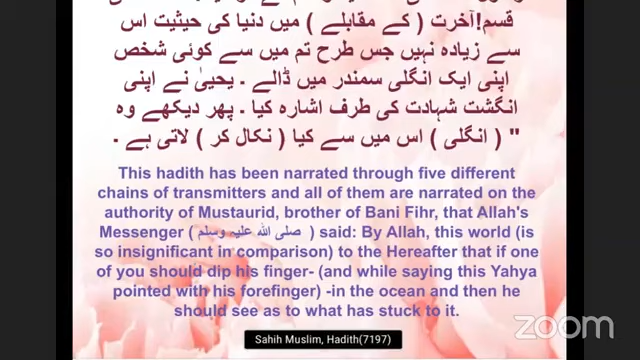 قسم!آخرت ( کے مقابلے ) میں دنیا کی حیثیت اس
سے زیادہ نہیں جس طرح تم میں سے کوئی شخص
اپنی ایک انگلی سمندر میں ڈالے ۔ یحییٰ نے اپنی
انگشت شہادت کی طرف اشارہ کیا ۔ پھر دیکھے وہ
( انگلی ) اس میں سے کیا ( نکال کر ) لاتی ہے ۔ "
This hadith has been narrated through five different
chains of transmitters and all of them are narrated on the
authority of Mustaurid, brother of Bani Fihr, that Allah's
Messenger ( صلی اللہ علیہ وسلم ) said: By Allah, this world (is
so insignificant in comparison) to the Hereafter that if one
of you should dip his finger- (and while saying this Yahya
pointed with his forefinger) -in the ocean and then he
should see as to what has stuck to it.
Sahih Muslim, Hadith(7197)
zoom